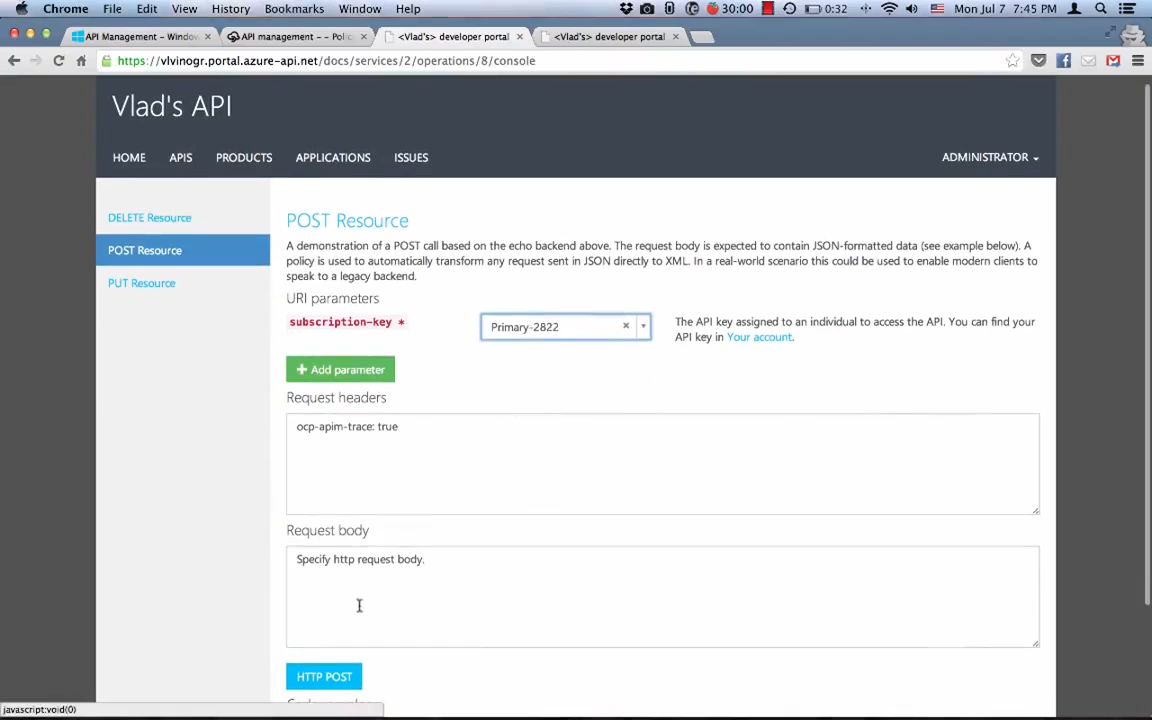 Chrome File Edit View History Bookmarks Window Help 30:00 0:32 Mon Jul 7 7:45 PM
API Management - Window API management - – Polic <Vlad's> developer portal <Vlad's> developer portal
https://vlvinogr.portal.azure-api.net/docs/services/2/operations/8/console
Vlad's API
HOME APIS PRODUCTS APPLICATIONS ISSUES ADMINISTRATOR
DELETE Resource
POST Resource
PUT Resource
POST Resource
A demonstration of a POST call based on the echo backend above. The request body is expected to contain JSON-formatted data (see example below). A
policy is used to automatically transform any request sent in JSON directly to XML. In a real-world scenario this could be used to enable modern clients to
speak to a legacy backend.
URI parameters
subscription-key * Primary-2822 The API key assigned to an individual to access the API. You can find your
API key in Your account.
+ Add parameter
Request headers
ocp-apim-trace: true
Request body
Specify http request body.
HTTP POST
javascript:void(0)